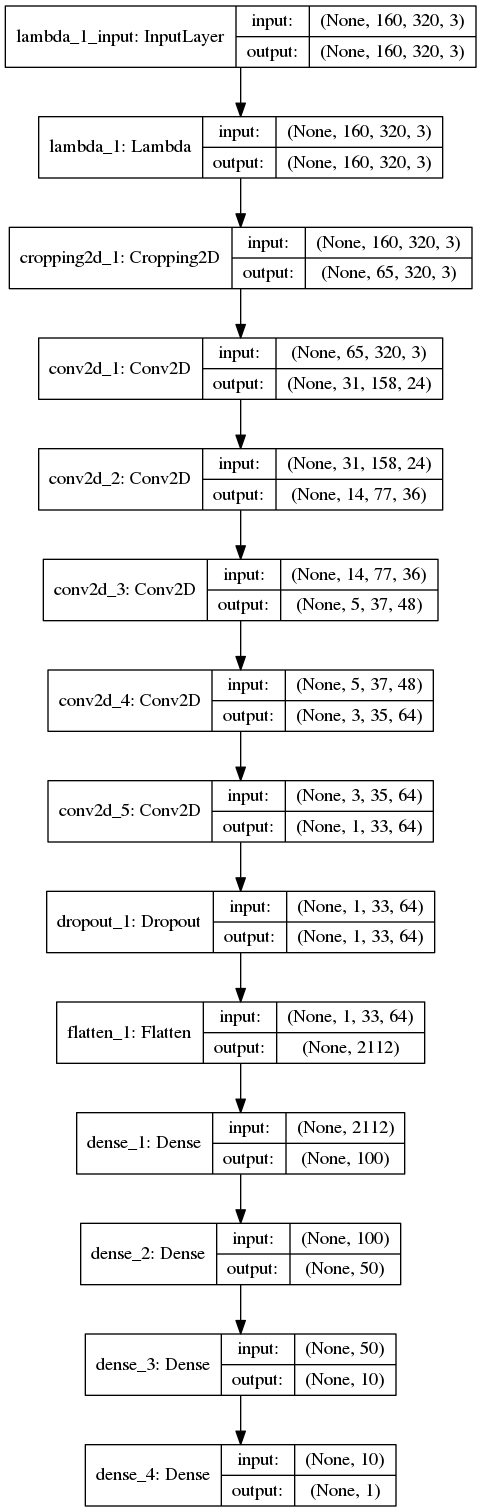 lambda_1_input: InputLayer
input: (None, 160, 320, 3)
output: (None, 160, 320, 3)
lambda_1: Lambda
input: (None, 160, 320, 3)
output: (None, 160, 320, 3)
cropping2d_1: Cropping2D
input: (None, 160, 320, 3)
output: (None, 65, 320, 3)
conv2d_1: Conv2D
input: (None, 65, 320, 3)
output: (None, 31, 158, 24)
conv2d_2: Conv2D
input: (None, 31, 158, 24)
output: (None, 14, 77, 36)
conv2d_3: Conv2D
input: (None, 14, 77, 36)
output: (None, 5, 37, 48)
conv2d_4: Conv2D
input: (None, 5, 37, 48)
output: (None, 3, 35, 64)
conv2d_5: Conv2D
input: (None, 3, 35, 64)
output: (None, 1, 33, 64)
dropout_1: Dropout
input: (None, 1, 33, 64)
output: (None, 1, 33, 64)
flatten_1: Flatten
input: (None, 1, 33, 64)
output: (None, 2112)
dense_1: Dense
input: (None, 2112)
output: (None, 100)
dense_2: Dense
input: (None, 100)
output: (None, 50)
dense_3: Dense
input: (None, 50)
output: (None, 10)
dense_4: Dense
input: (None, 10)
output: (None, 1)